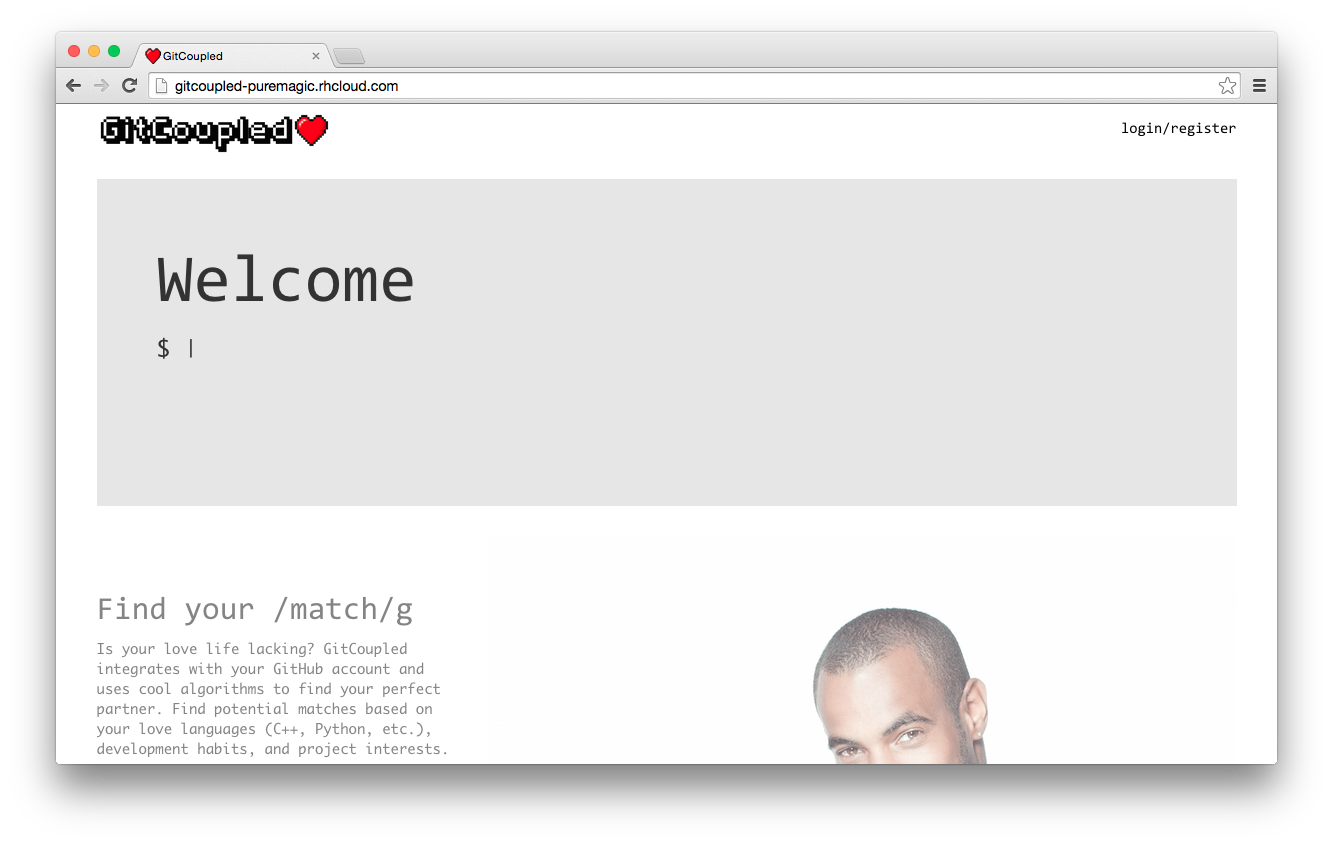 GitCoupled
gitcoupled-puremagic.rhcloud.com
GitCoupled
login/register
Welcome
$ |
Find your /match/g
Is your love life lacking? GitCoupled
integrates with your GitHub account and
uses cool algorithms to find your perfect
partner. Find potential matches based on
your love languages (C++, Python, etc.),
development habits, and project interests.